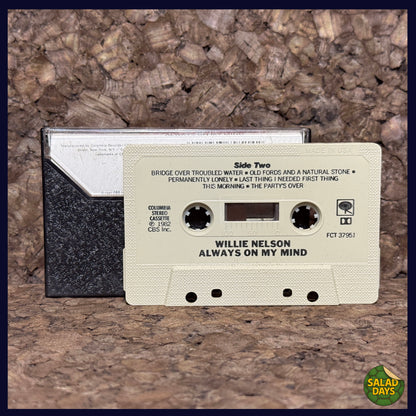 Side Two
BRIDGE OVER TROUBLED WATER • OLD FORDS AND A NATURAL STONE •
PERMANENTLY LONELY • LAST THING I NEEDED FIRST THING
THIS MORNING • THE PARTY'S OVER
COLUMBIA
STEREO
CASSETTE
℗ 1982
CBS Inc.
FCT 37951
WILLIE NELSON
ALWAYS ON MY MIND
SALAD
DAYS